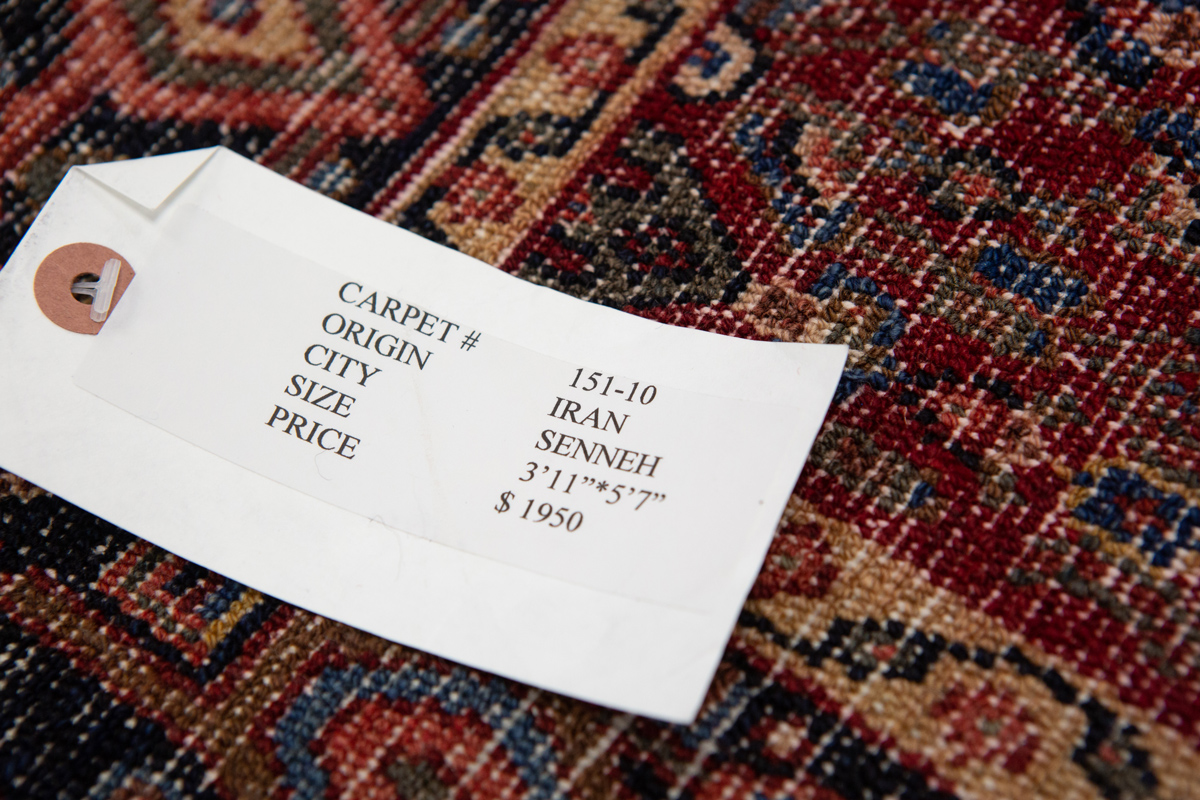 CARPET # 151-10
ORIGIN IRAN
CITY SENNEH
SIZE 3’11”*5’7”
PRICE $ 1950